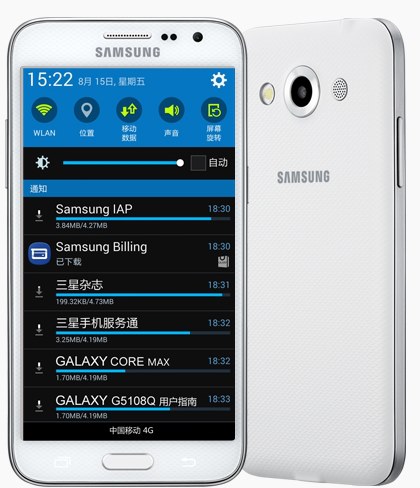 SAMSUNG
15:22 8月 15日, 星期五
WLAN
位置
移动
数据
声音
屏幕
旋转
自动
通知
Samsung IAP 18:30
3.84MB/4.27MB
Samsung Billing 18:30
已下载
三星杂志 18:31
199.32KB/4.73MB
三星手机服务通 18:32
3.25MB/4.19MB
GALAXY CORE MAX 18:32
1.70MB/4.19MB
GALAXY G5108Q 用户指南 18:33
1.70MB/4.19MB
中国移动 4G
SAMSUNG